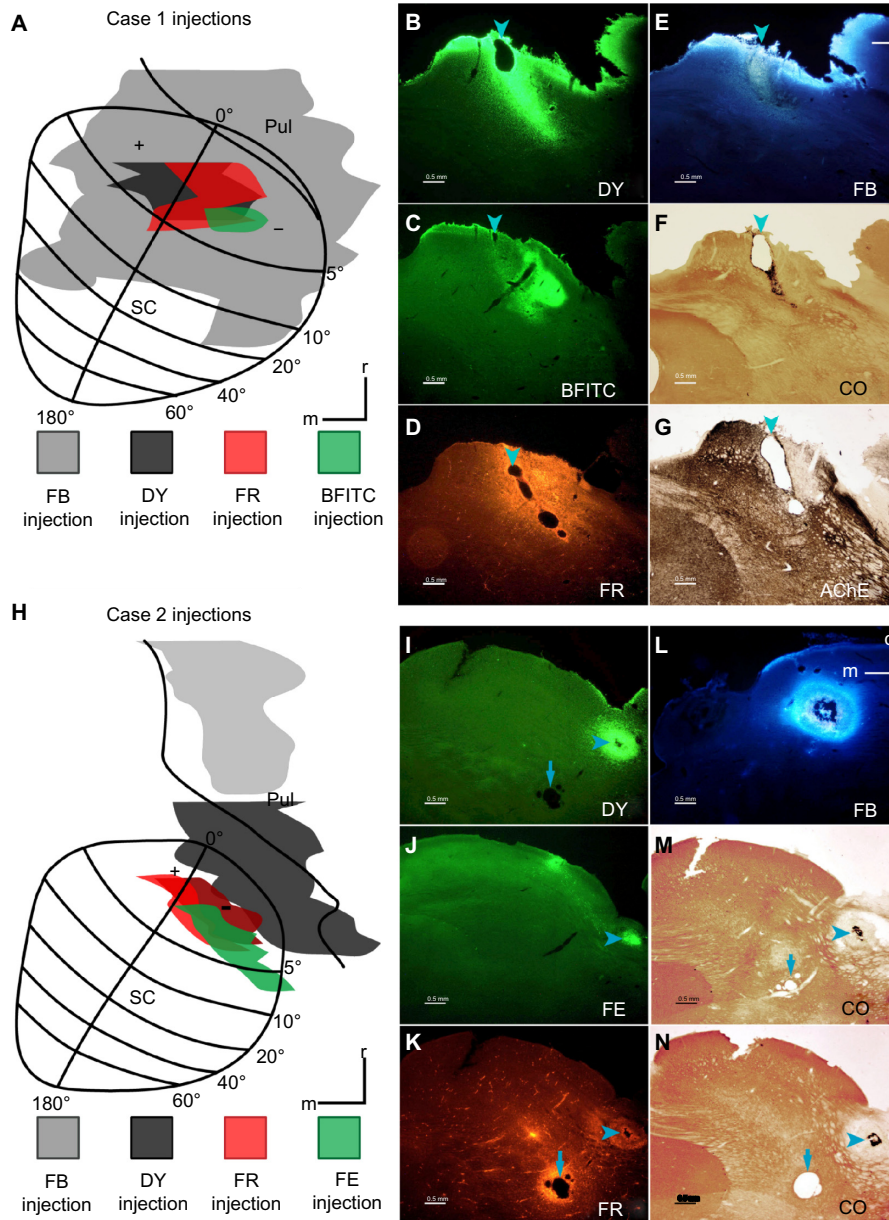 A
Case 1 injections
0°
Pul
+
–
5°
SC
10°
20°
40°
60°
180°
r
m
FB
injection
DY
injection
FR
injection
BFITC
injection
B
0.5 mm
DY
E
0.5 mm
FB
C
0.5 mm
BFITC
F
0.5 mm
CO
D
0.5 mm
FR
G
0.5 mm
AChE
H
Case 2 injections
Pul
0°
+
-
5°
SC
10°
20°
40°
60°
180°
r
m
FB
injection
DY
injection
FR
injection
FE
injection
I
0.5 mm
DY
L
m
0.5 mm
FB
J
0.5 mm
FE
M
0.5 mm
CO
K
0.5 mm
FR
N
CO